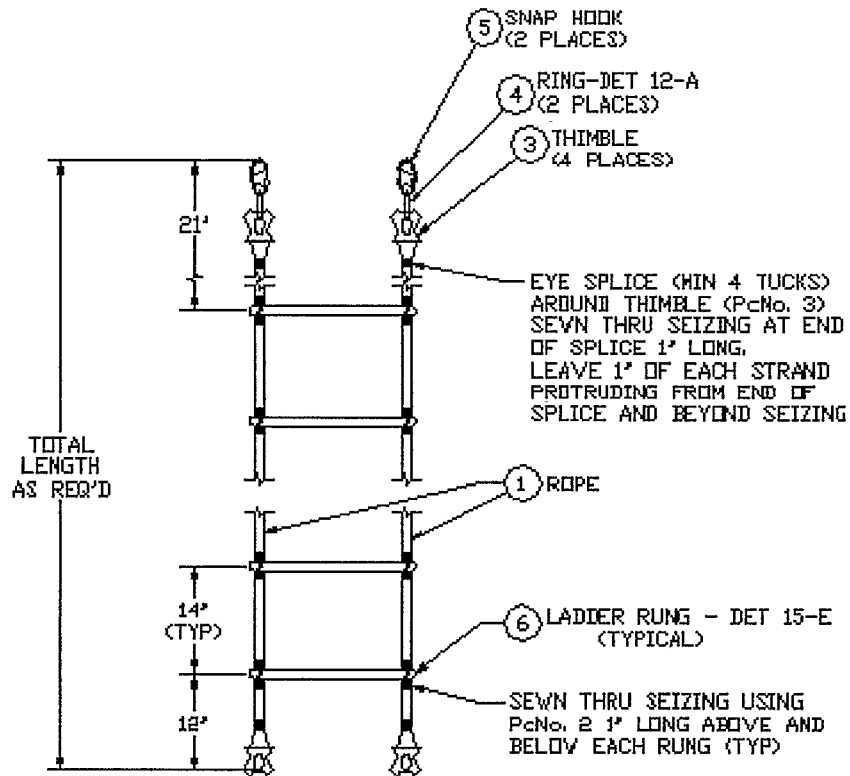 5 SNAP HOOK
(2 PLACES)
4 RING-DET 12-A
(2 PLACES)
3 THIMBLE
(4 PLACES)
21"
EYE SPLICE (MIN 4 TUCKS)
AROUND THIMBLE (PcNo. 3)
SEWN THRU SEIZING AT END
OF SPLICE 1" LONG.
LEAVE 1" OF EACH STRAND
PROTRUDING FROM END OF
SPLICE AND BEYOND SEIZING
TOTAL
LENGTH
AS REQ'D
1 ROPE
14"
(TYP)
6 LADDER RUNG - DET 15-E
(TYPICAL)
12"
SEWN THRU SEIZING USING
PcNo. 2 1" LONG ABOVE AND
BELOW EACH RUNG (TYP)